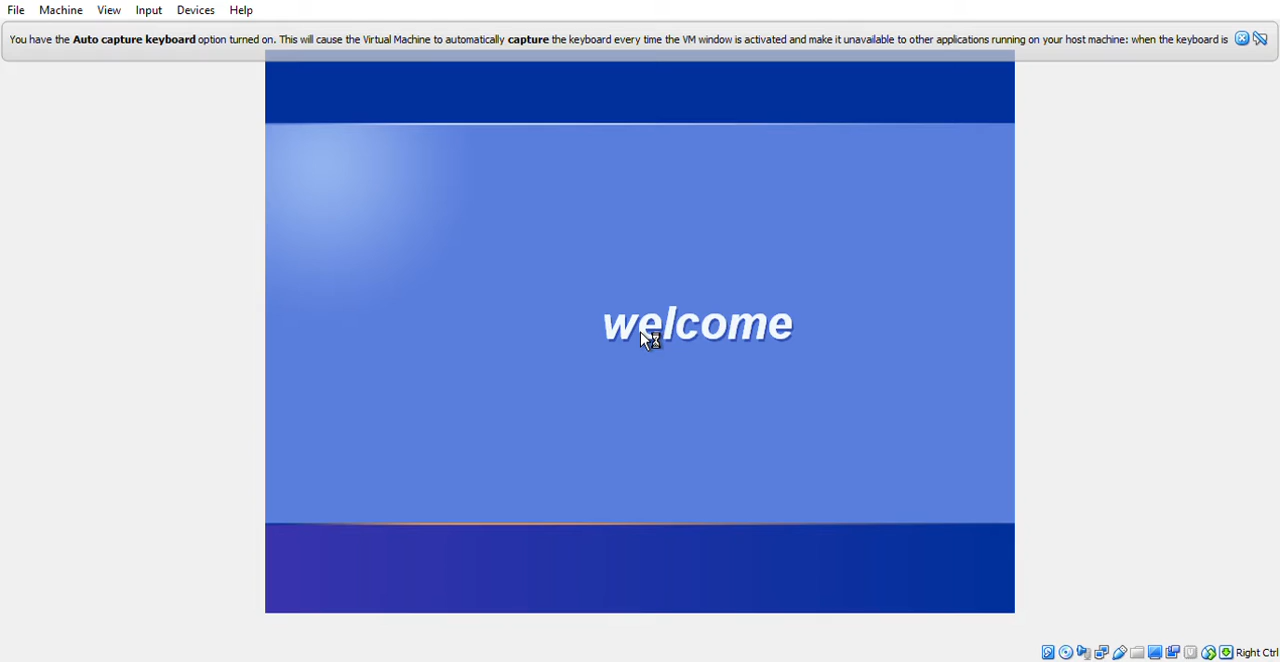 File Machine View Input Devices Help
You have the Auto capture keyboard option turned on. This will cause the Virtual Machine to automatically capture the keyboard every time the VM window is activated and make it unavailable to other applications running on your host machine: when the keyboard is
welcome
Right Ctrl